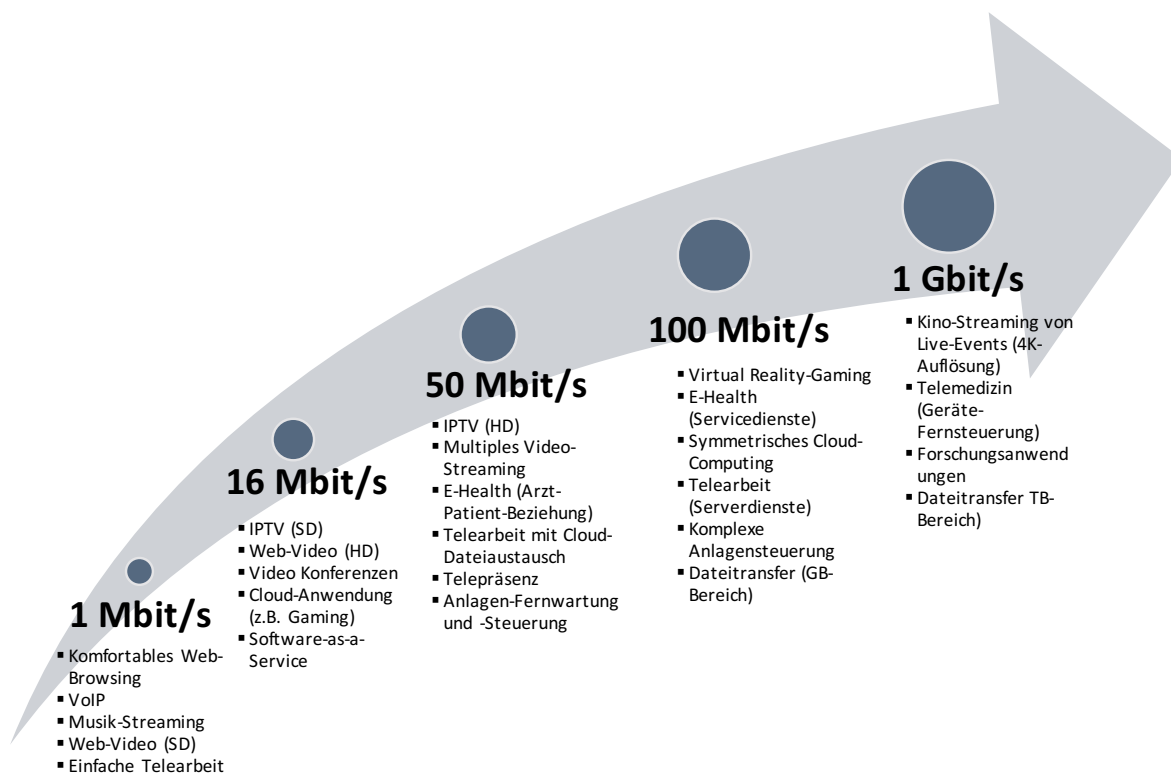 1 Mbit/s
▪ Komfortables Web-
Browsing
▪ VoIP
▪ Musik-Streaming
▪ Web-Video (SD)
▪ Einfache Telearbeit
16 Mbit/s
▪ IPTV (SD)
▪ Web-Video (HD)
▪ Video Konferenzen
▪ Cloud-Anwendung
(z.B. Gaming)
▪ Software-as-a-
Service
50 Mbit/s
▪ IPTV (HD)
▪ Multiples Video-
Streaming
▪ E-Health (Arzt-
Patient-Beziehung)
▪ Telearbeit mit Cloud-
Dateiaustausch
▪ Telepräsenz
▪ Anlagen-Fernwartung
und -Steuerung
100 Mbit/s
▪ Virtual Reality-Gaming
▪ E-Health
(Servicedienste)
▪ Symmetrisches Cloud-
Computing
▪ Telearbeit
(Serverdienste)
▪ Komplexe
Anlagensteuerung
▪ Dateitransfer (GB-
Bereich)
1 Gbit/s
▪ Kino-Streaming von
Live-Events (4K-
Auflösung)
▪ Telemedizin
(Geräte-
Fernsteuerung)
▪ Forschungsanwend
ungen
▪ Dateitransfer TB-
Bereich)